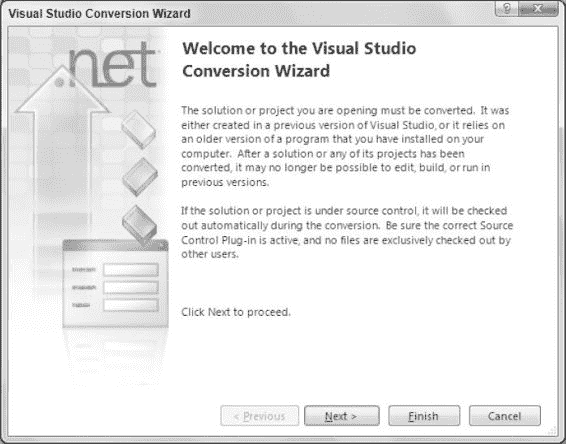 Visual Studio Conversion Wizard
.net
Welcome to the Visual Studio
Conversion Wizard
The solution or project you are opening must be converted. It was
either created in a previous version of Visual Studio, or it relies on
an older version of a program that you have installed on your
computer. After a solution or any of its projects has been
converted, it may no longer be possible to edit, build, or run in
previous versions.
If the solution or project is under source control, it will be checked
out automatically during the conversion. Be sure the correct Source
Control Plug-in is active, and no files are exclusively checked out by
other users.
Click Next to proceed.
< Previous
Next >
Finish
Cancel